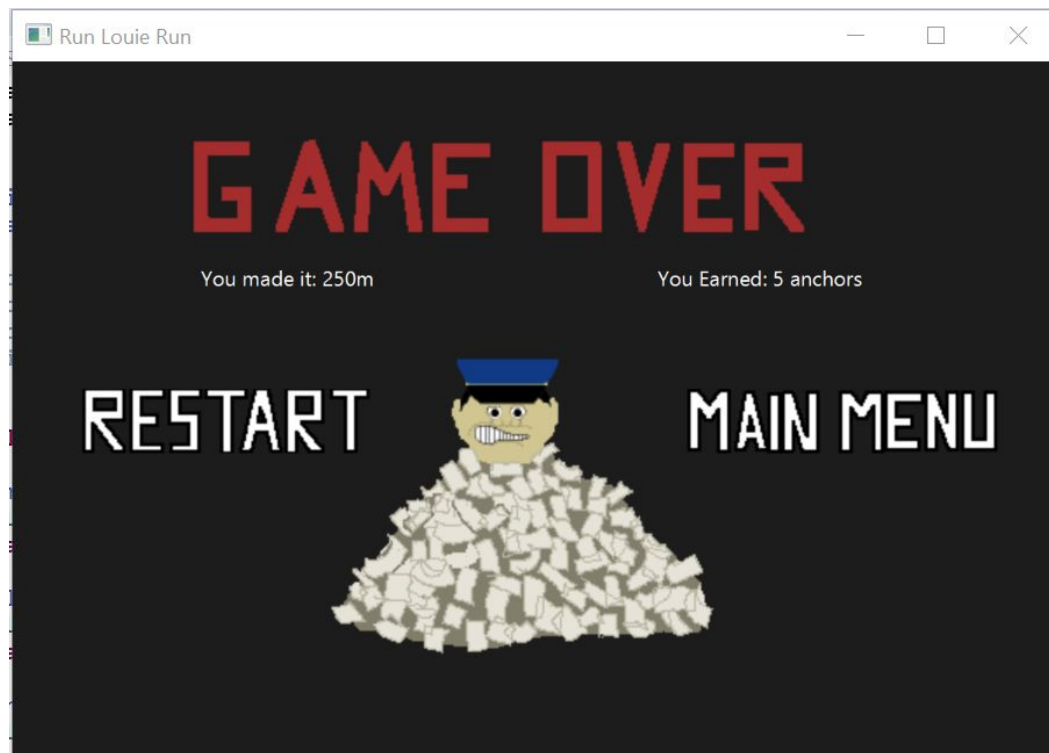 Run Louie Run
GAME OVER
You made it: 250m
You Earned: 5 anchors
RESTART
MAIN MENU